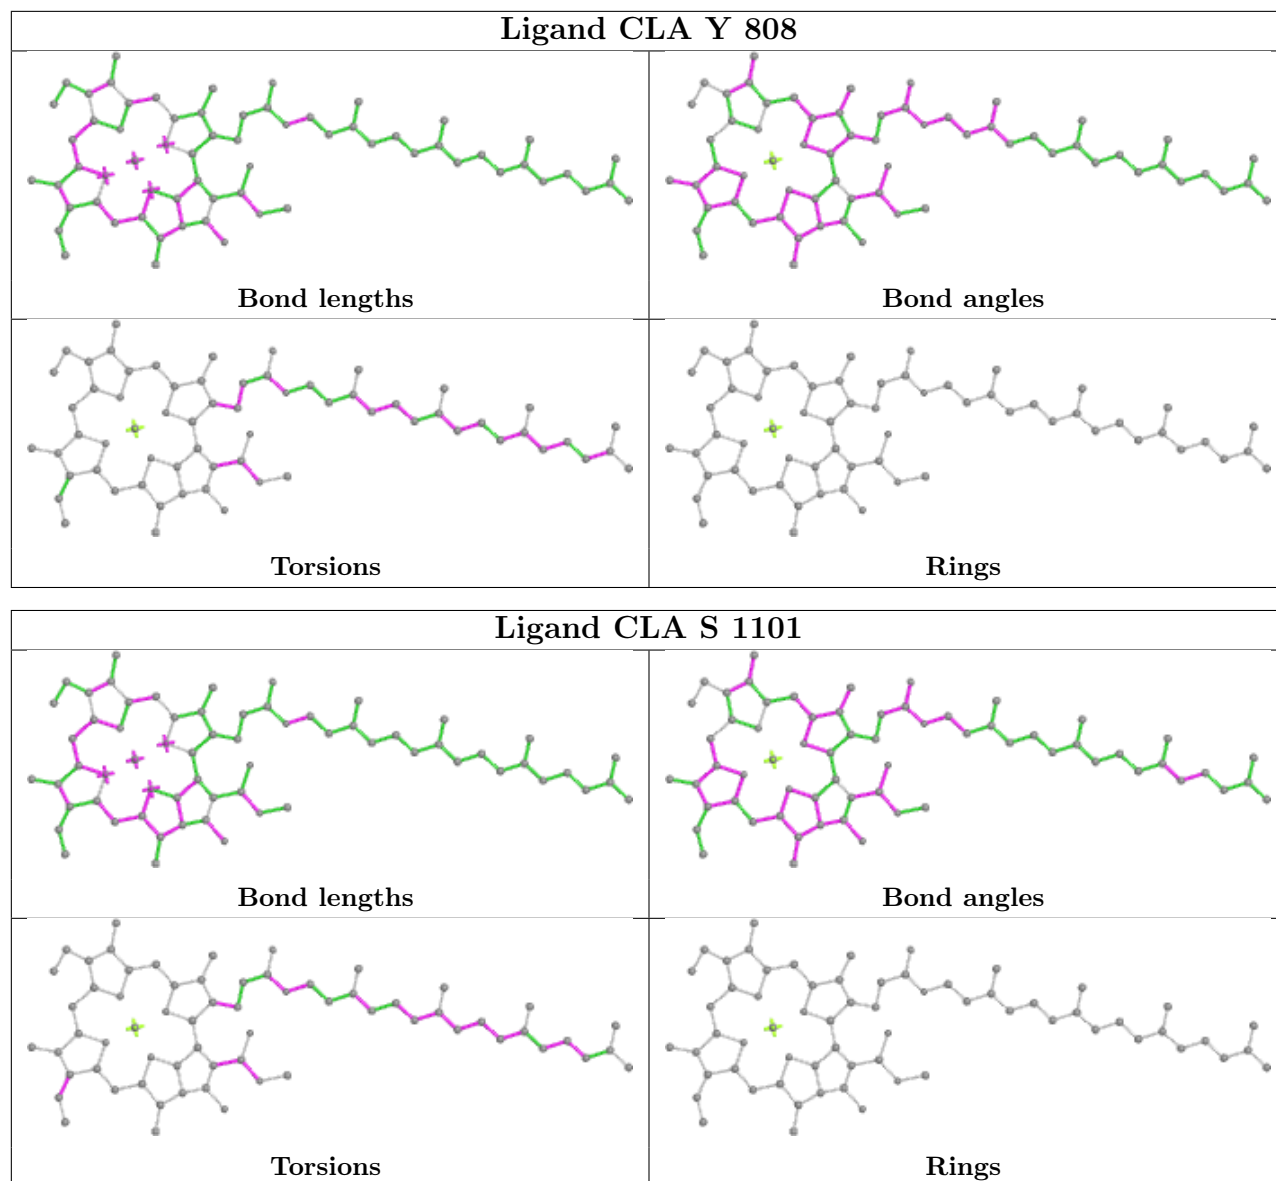 Ligand CLA Y 808
Bond lengths
Bond angles
Torsions
Rings
Ligand CLA S 1101
Bond lengths
Bond angles
Torsions
Rings